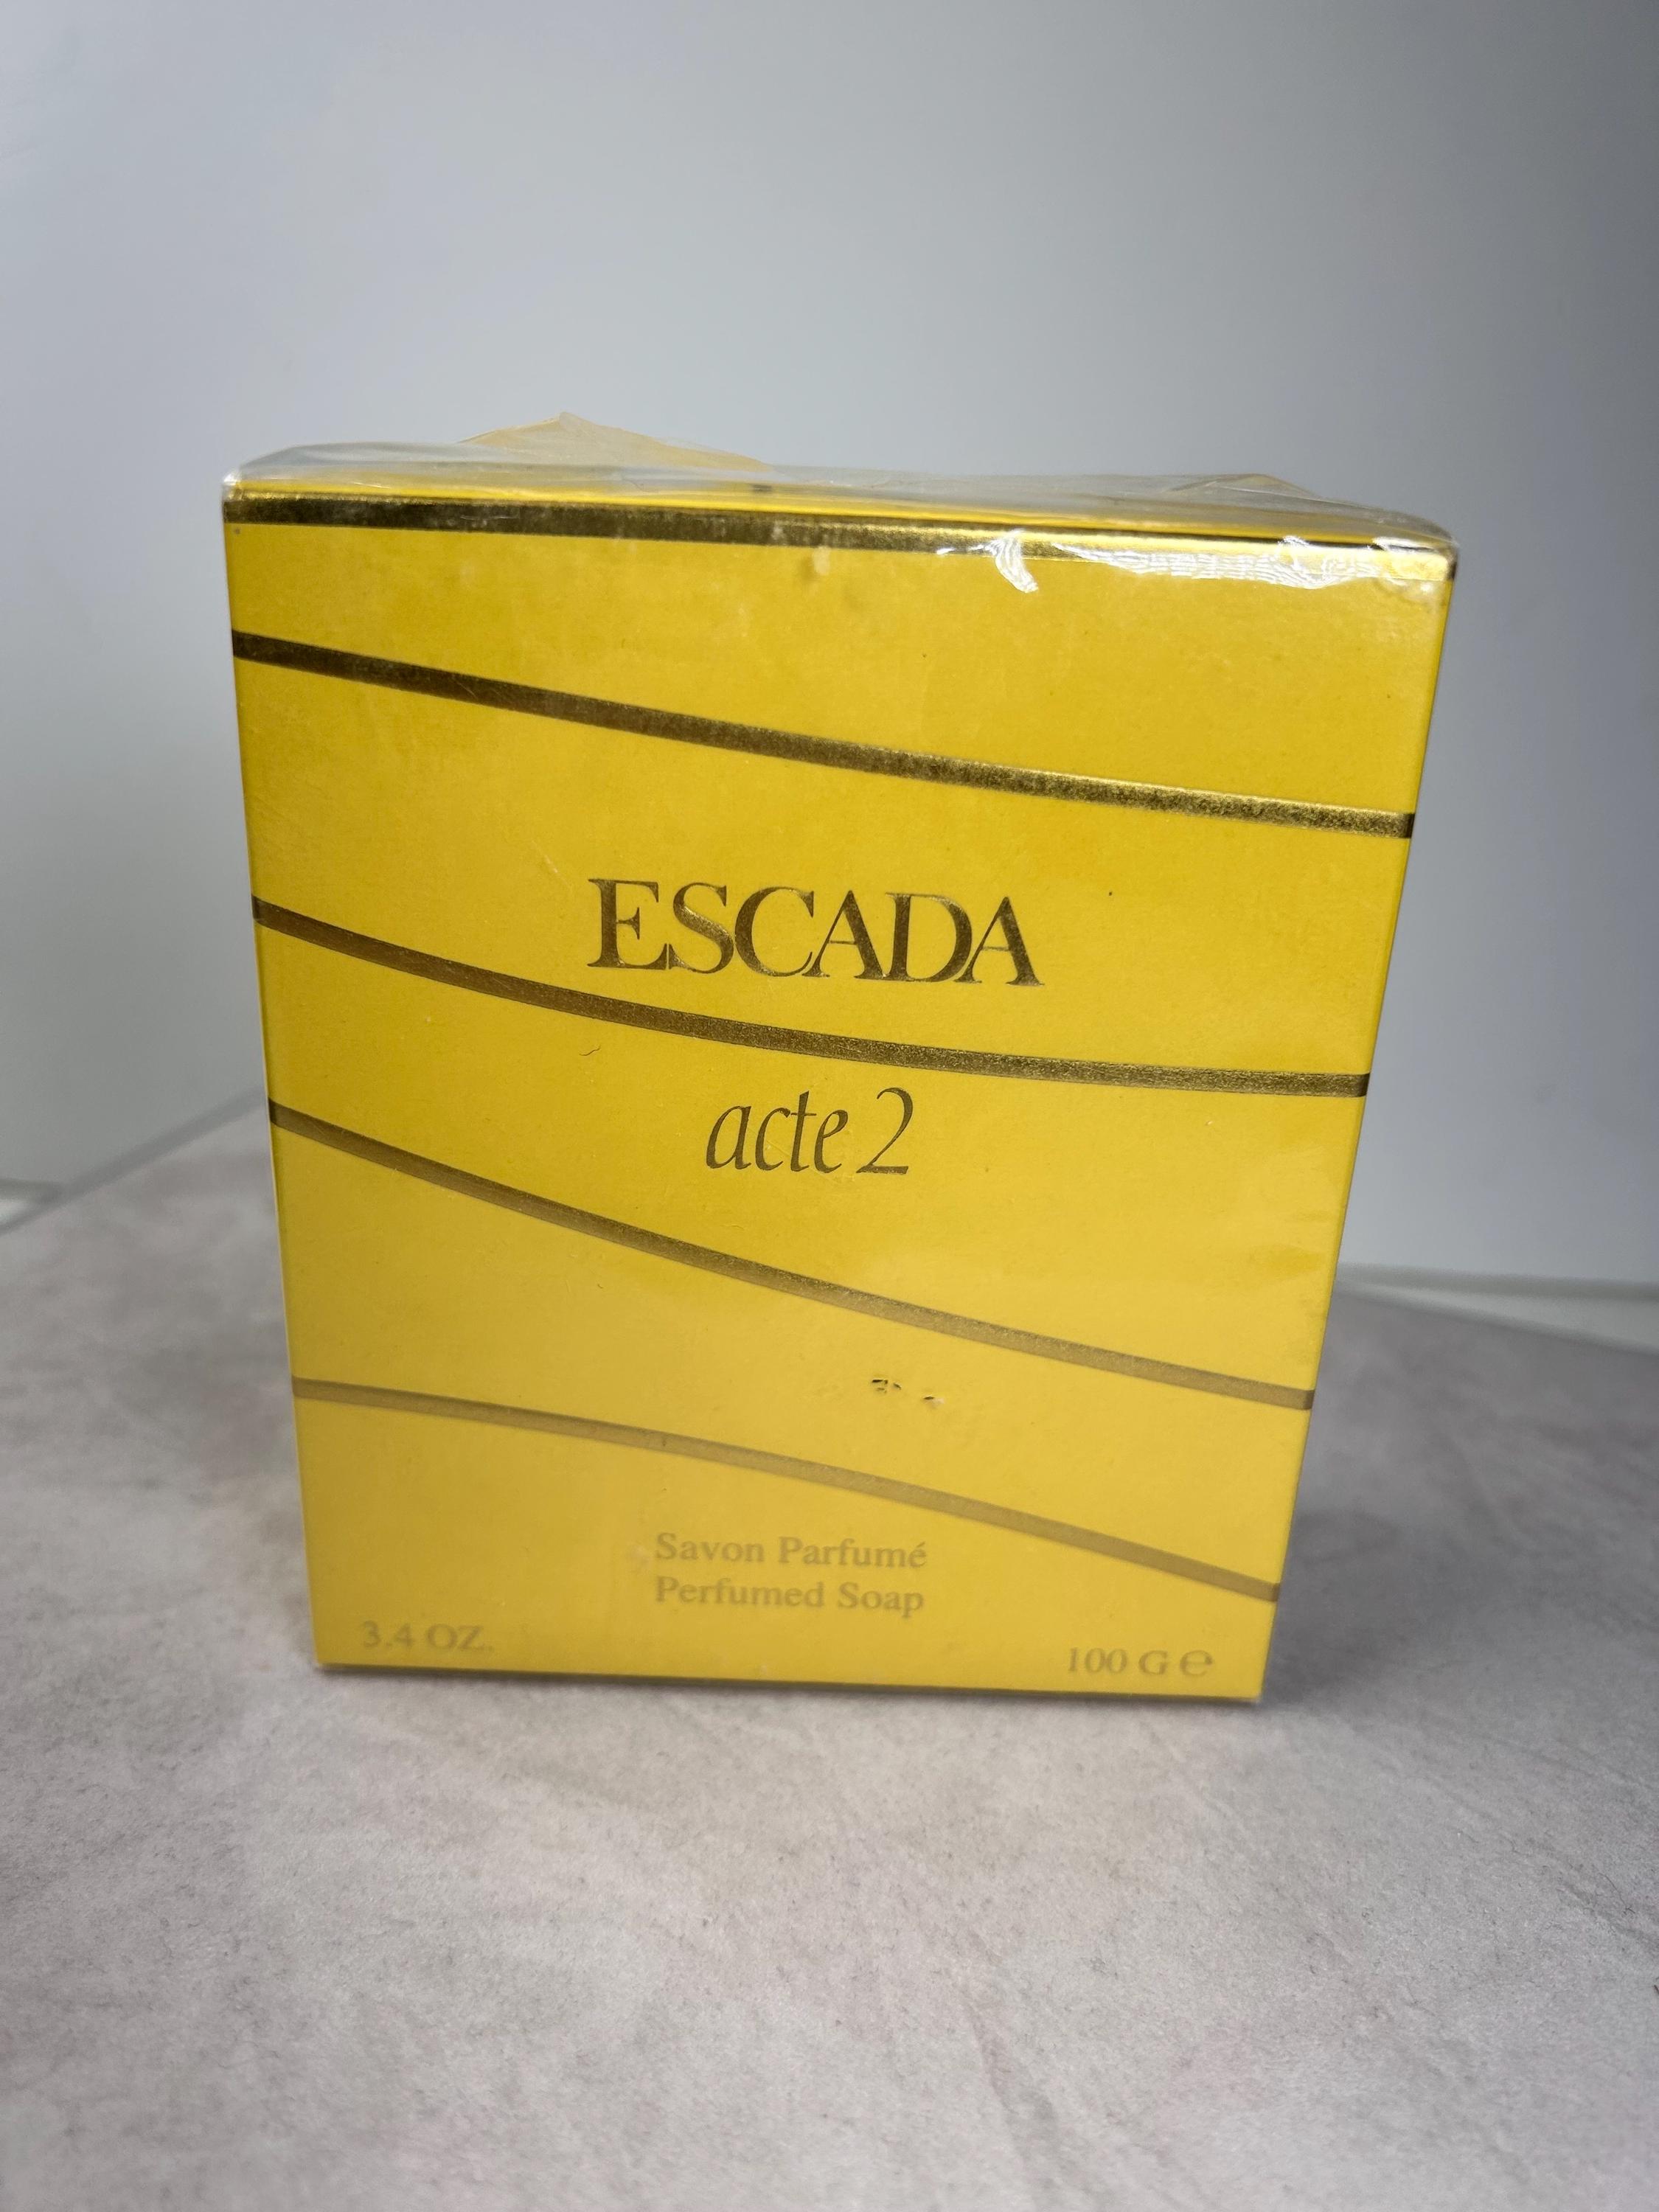 ESCADA
acte 2
Savon Parfumé
Perfumed Soap
3.4 OZ.
100 G ℮